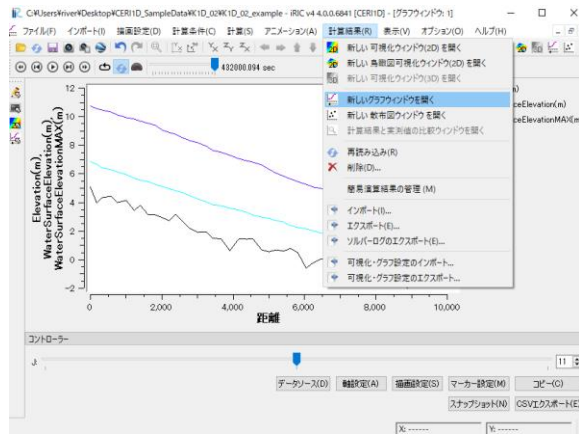 C:¥Users¥river¥Desktop¥CERI1D_SampleData¥K1D_02¥K1D_02_example - iRIC v4 4.0.0.6841 [CERI1D] - [グラフウィンドウ: 1]
ファイル(F) インポート(I) 描画設定(D) 計算条件(C) 計算(S) アニメーション(A) 計算結果(R) 表示(V) オプション(O) ヘルプ(H)
432000.094 sec
新しい 可視化ウィンドウ(2D) を開く
新しい 鳥瞰図可視化ウィンドウ(2D) を開く
新しい 可視化ウィンドウ(3D) を開く
新しいグラフウィンドウを開く
新しい 散布図ウィンドウ を開く
計算結果と実測値の比較ウィンドウを開く
再読み込み(R)
削除(D)...
簡易演算結果の管理 (M)
インポート(I)...
エクスポート(E)...
ソルバーログのエクスポート(E)...
可視化・グラフ設定のインポート...
可視化・グラフ設定のエクスポート...
ceElevation(m)
ceElevationMAX(m)
Elevation(m),
WaterSurfaceElevation(m),
WaterSurfaceElevationMAX(m)
12
10
8
6
4
2
0
−2
0 2,000 4,000 6,000 8,000 10,000
距離
コントローラー
J: 11
データソース(D) 軸設定(A) 描画設定(S) マーカー設定(M) コピー(C)
スナップショット(N) CSVエクスポート(E)
X: ------ Y: ------